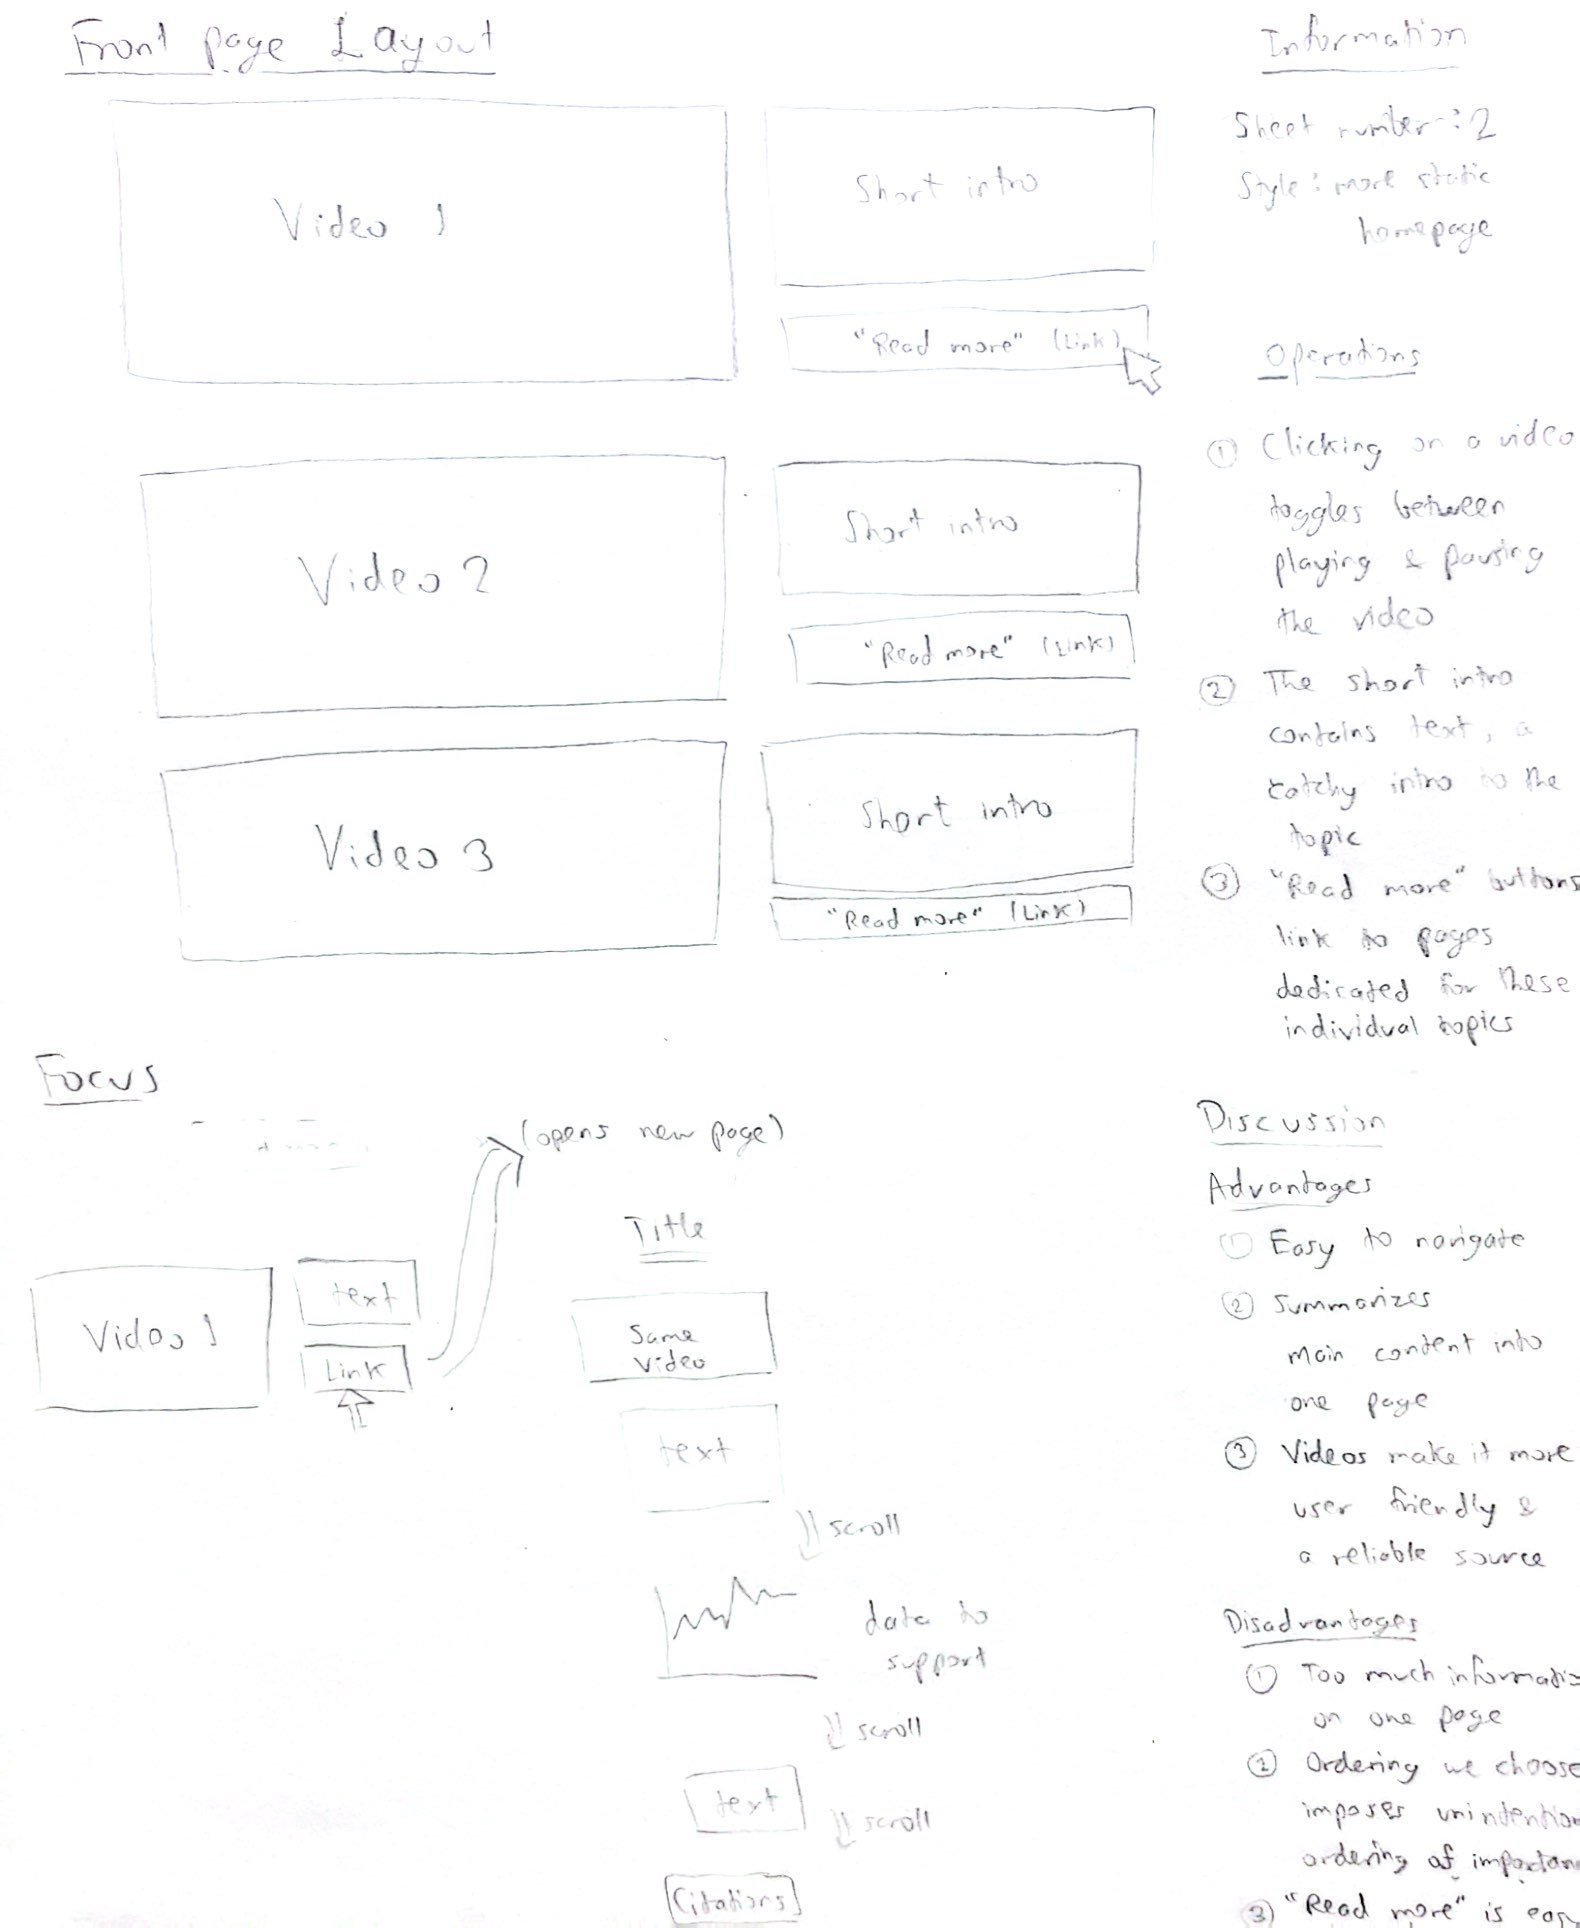 Front page Layout
Video 1
Short intro
"Read more" (Link)
Video 2
Short intro
"Read more" (Link)
Video 3
Short intro
"Read more" (Link)
Information
Sheet number: 2
Style: more static
homepage
Operations
① Clicking on a video
toggles between
playing & pausing
the video
② The short intro
contains text, a
catchy intro to the
topic
③ "Read more" buttons
link to pages
dedicated for these
individual topics
Focus
Video 1
text
Link
(opens new page)
Title
Same
video
text
scroll
data to
support
scroll
text
scroll
Citations
Discussion
Advantages
① Easy to navigate
② Summarizes
main content into
one page
③ Videos make it more
user friendly &
a reliable source
Disadvantages
① Too much informatio
on one page
② Ordering we choose
imposes unintention
ordering of importan
③ "Read more" is easy